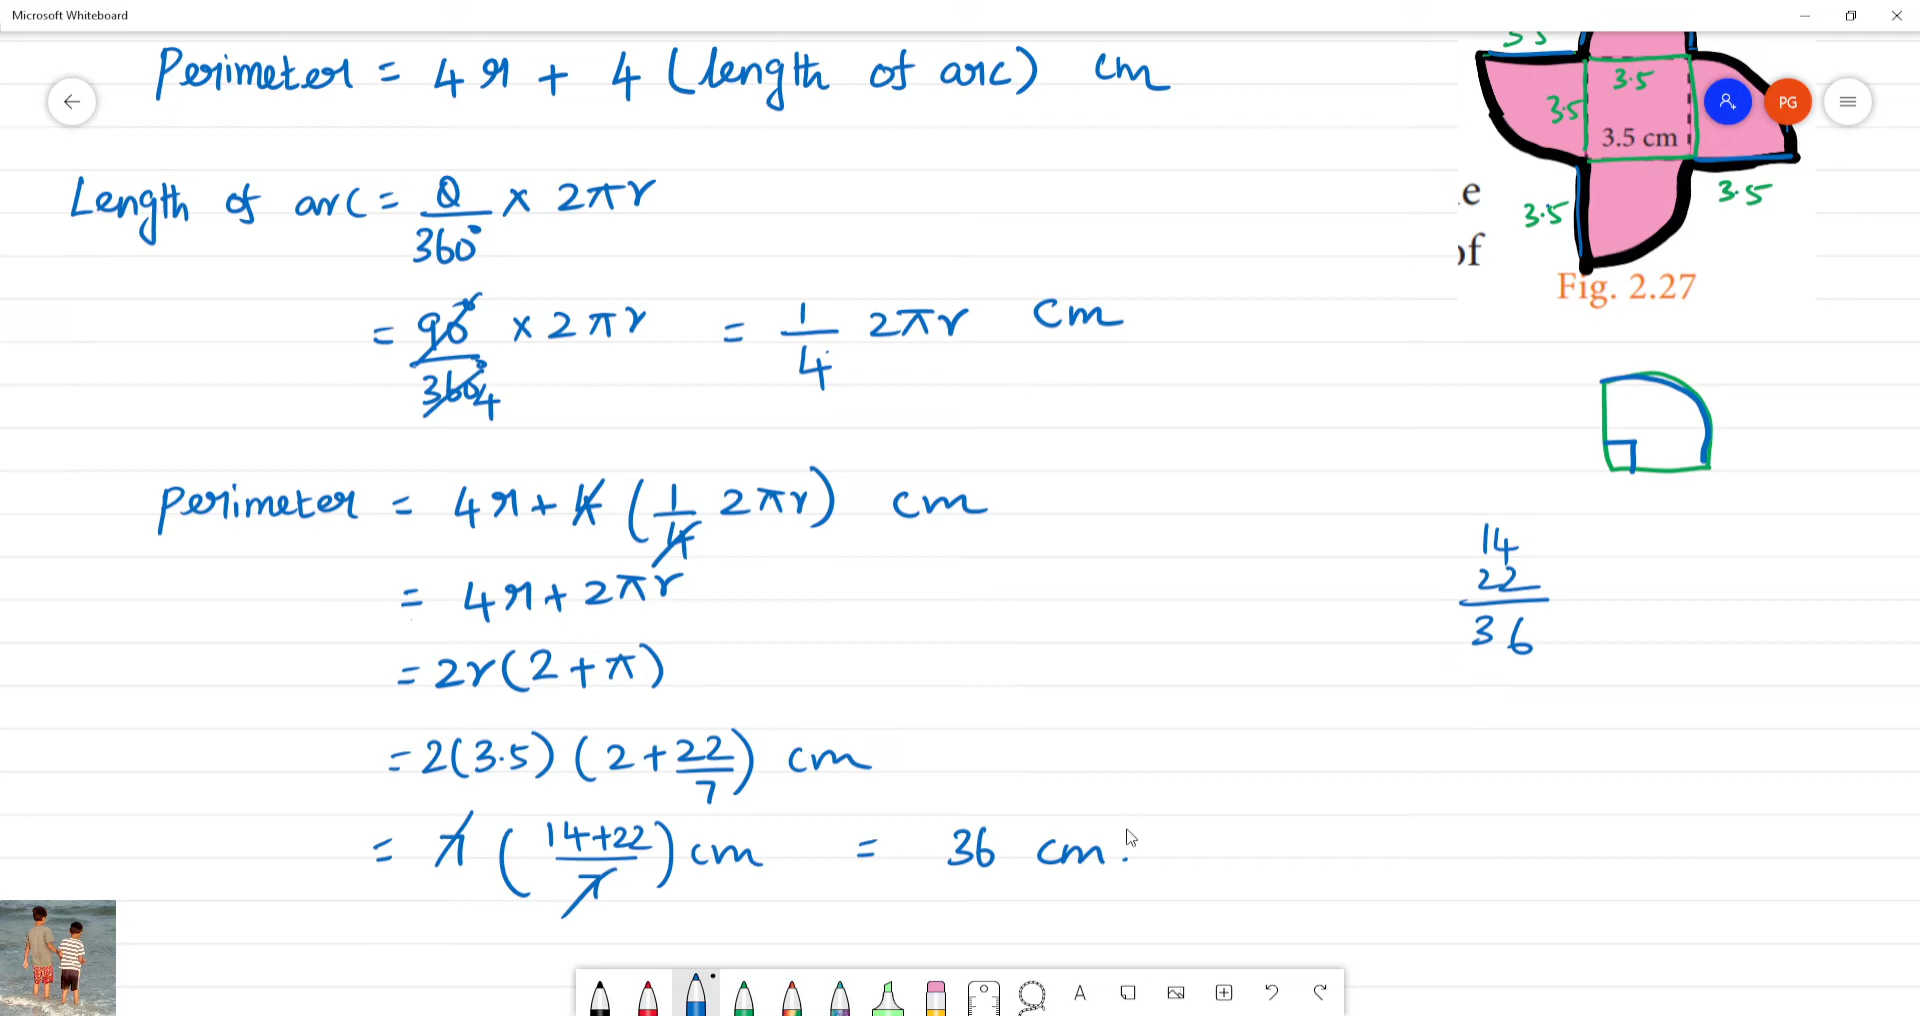 Microsoft Whiteboard
Perimeter = 4r + 4 (length of arc) cm
3.5
3.5
3.5 cm
PG
Length of arc = θ/360° × 2πr
3.5
3.5
e
of
Fig. 2.27
= 90°/360° 4 × 2πr = 1/4 2πr cm
Perimeter = 4r + 4 (1/4 2πr) cm
14
22
36
= 4r + 2πr
= 2r (2 + π)
= 2(3.5) (2 + 22/7) cm
= 7 (14+22/7) cm = 36 cm.
A